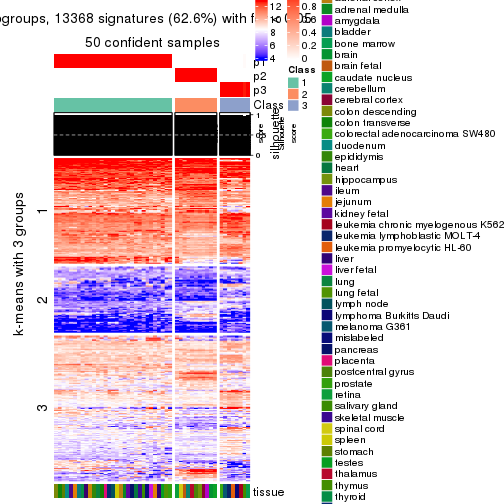 groups, 13368 signatures (62.6%) with
50 confident samples
p1
p2
p3
Class
silhouette
score
1
0.5
0
k-means with 3 groups
1
2
3
tissue
12
10
8
6
4
0.8
0.6
0.4
0.2
0
Class
1
2
3
adrenal medulla
amygdala
bladder
bone marrow
brain
brain fetal
caudate nucleus
cerebellum
cerebral cortex
colon descending
colon transverse
colorectal adenocarcinoma SW480
duodenum
epididymis
heart
hippocampus
ileum
jejunum
kidney fetal
leukemia chronic myelogenous K562
leukemia lymphoblastic MOLT-4
leukemia promyelocytic HL-60
liver
liver fetal
lung
lung fetal
lymph node
lymphoma Burkitts Daudi
melanoma G361
mislabeled
pancreas
placenta
postcentral gyrus
prostate
retina
salivary gland
skeletal muscle
spinal cord
spleen
stomach
testes
thalamus
thymus
thyroid